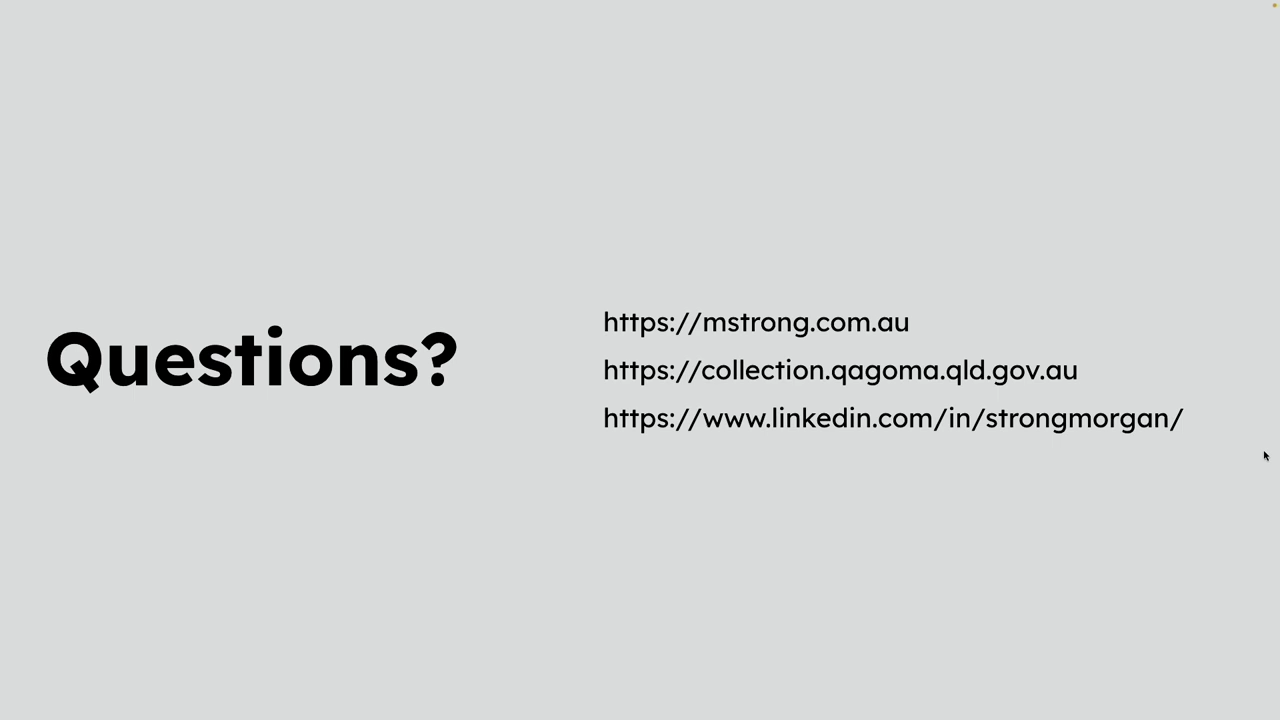 Questions?
https://mstrong.com.au
https://collection.qagoma.qld.gov.au
https://www.linkedin.com/in/strongmorgan/